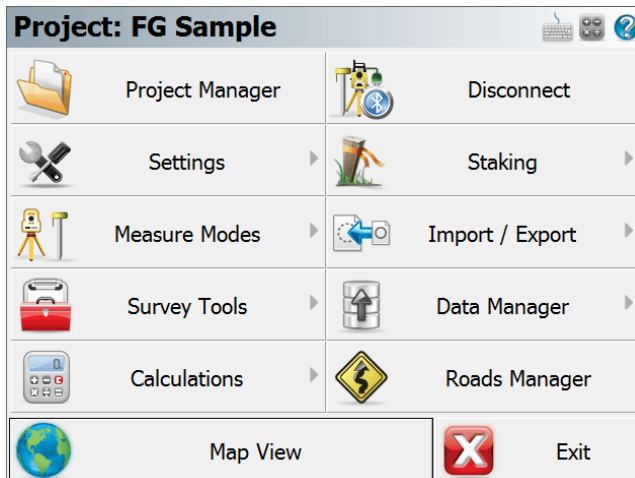 Project: FG Sample
Project Manager
Disconnect
Settings
Staking
Measure Modes
Import / Export
Survey Tools
Data Manager
Calculations
Roads Manager
Map View
Exit